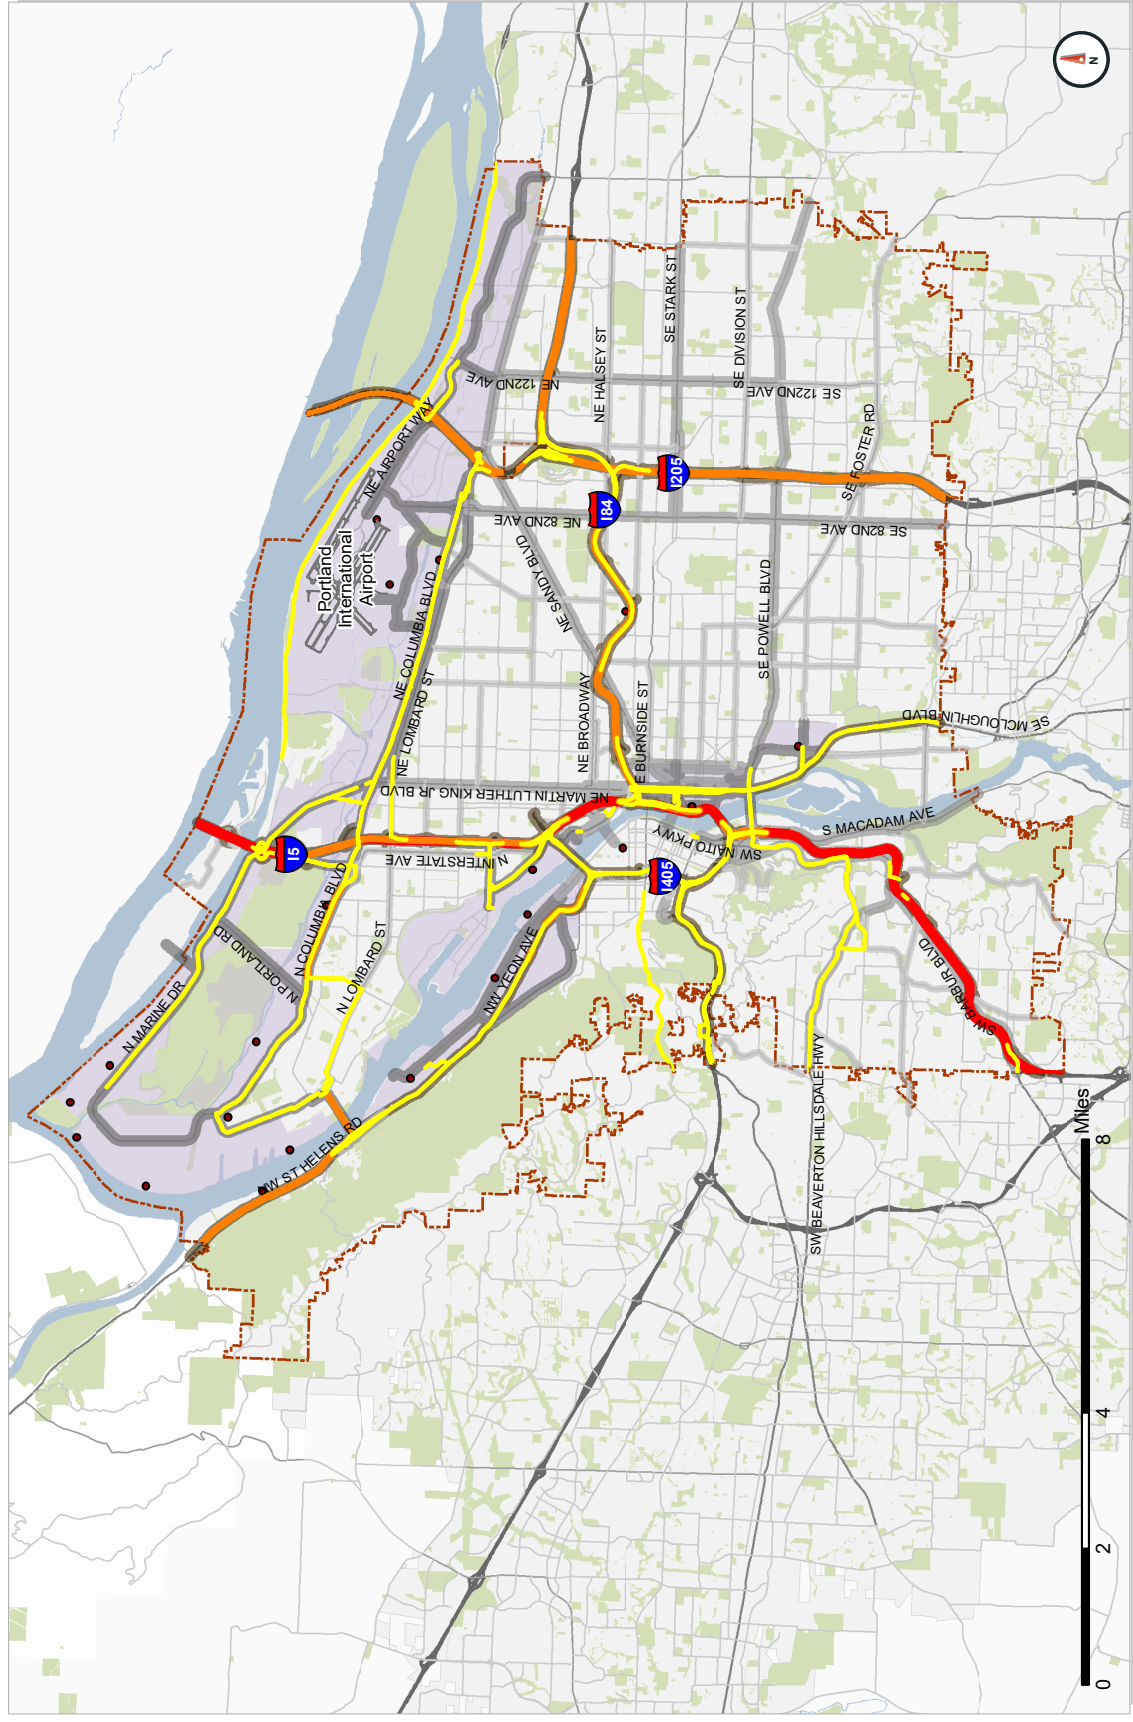 N
NE AIRPORT WAY
NE 122ND AVE
NE HALSEY ST
SE STARK ST
SE DIVISION ST
SE 122ND AVE
SE FOSTER RD
I205
I84
NE 82ND AVE
SE 82ND AVE
Portland
International
Airport
NE SANDY BLVD
NE COLUMBIA BLVD
NE LOMBARD ST
SE POWELL BLVD
NE BROADWAY
E BURNSIDE ST
SE MCLOUGHLIN BLVD
NE MARTIN LUTHER KING JR BLVD
I5
N INTERSTATE AVE
SW NAITO PKWY
S MACADAM AVE
I405
N COLUMBIA BLVD
N PORTLAND RD
N LOMBARD ST
N MARINE DR
NW YEON AVE
SW BARBUR BLVD
NW ST HELENS RD
SW BEAVERTON HILLSDALE HWY
0
2
4
8
Miles